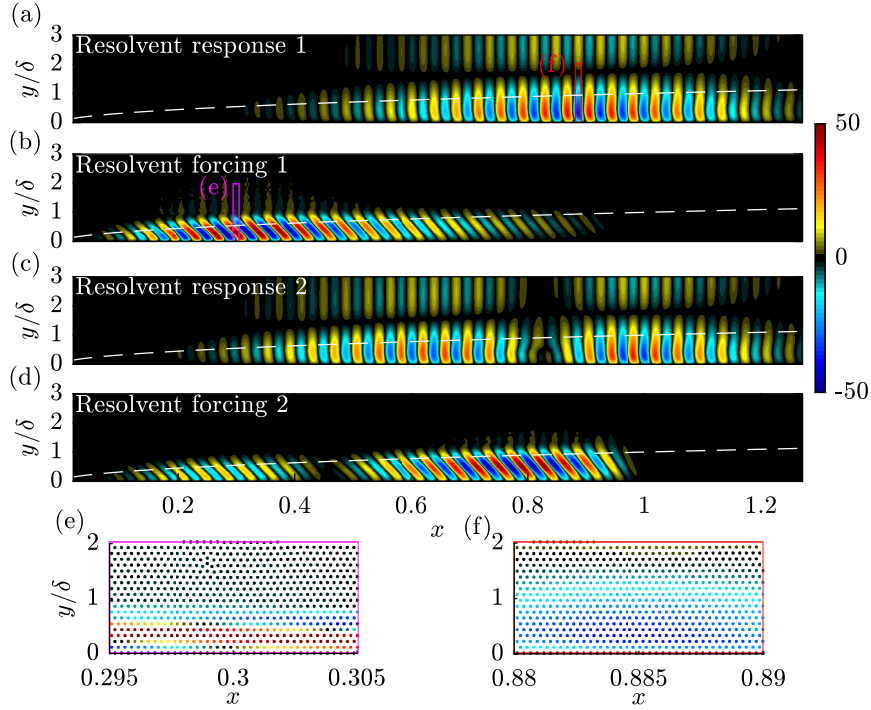 (a)
3
2
1
0
y/δ
Resolvent response 1
(f)
(b)
3
2
1
0
y/δ
Resolvent forcing 1
(e)
(c)
3
2
1
0
y/δ
Resolvent response 2
(d)
3
2
1
0
y/δ
Resolvent forcing 2
0.2 0.4 0.6 0.8 1 1.2
x
50
0
-50
(e)
2
1
0
y/δ
0.295 0.3 0.305
x
(f)
2
1
0
0.88 0.885 0.89
x